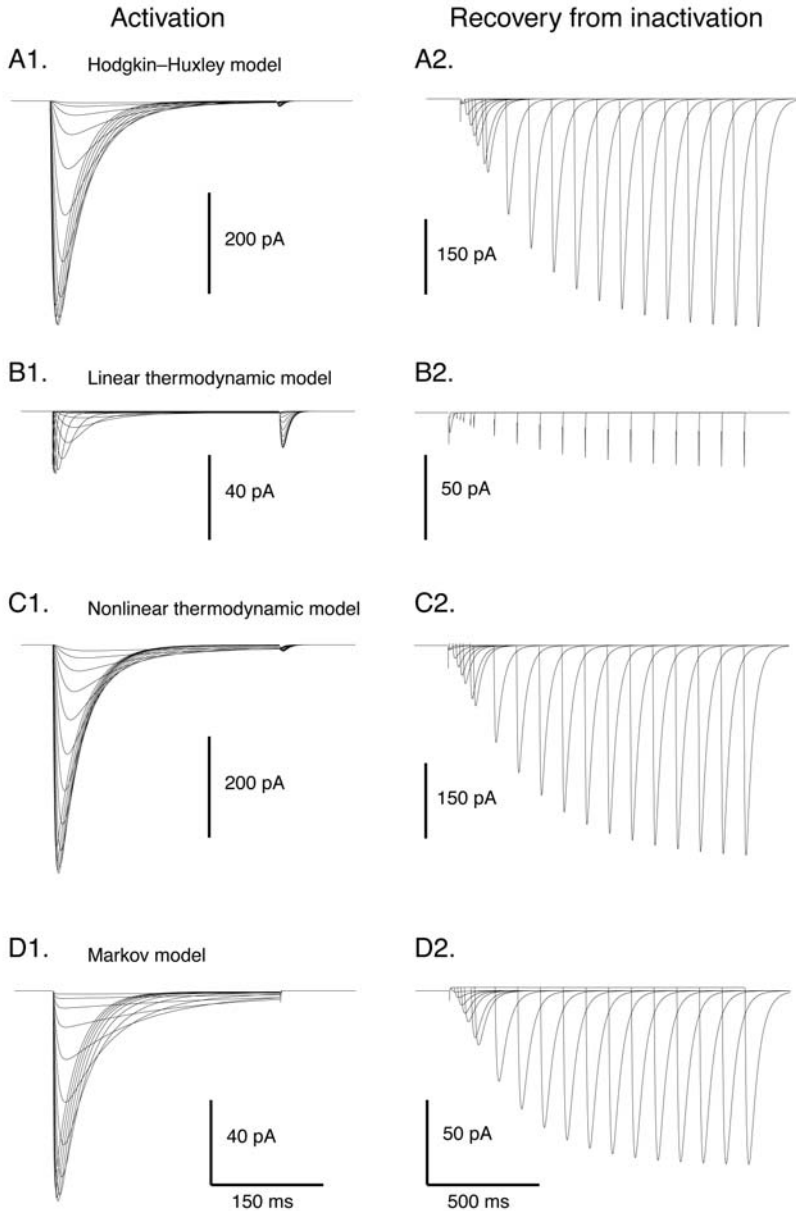 Activation
Recovery from inactivation
A1.
Hodgkin–Huxley model
A2.
200 pA
150 pA
B1.
Linear thermodynamic model
B2.
40 pA
50 pA
C1.
Nonlinear thermodynamic model
C2.
200 pA
150 pA
D1.
Markov model
D2.
40 pA
50 pA
150 ms
500 ms